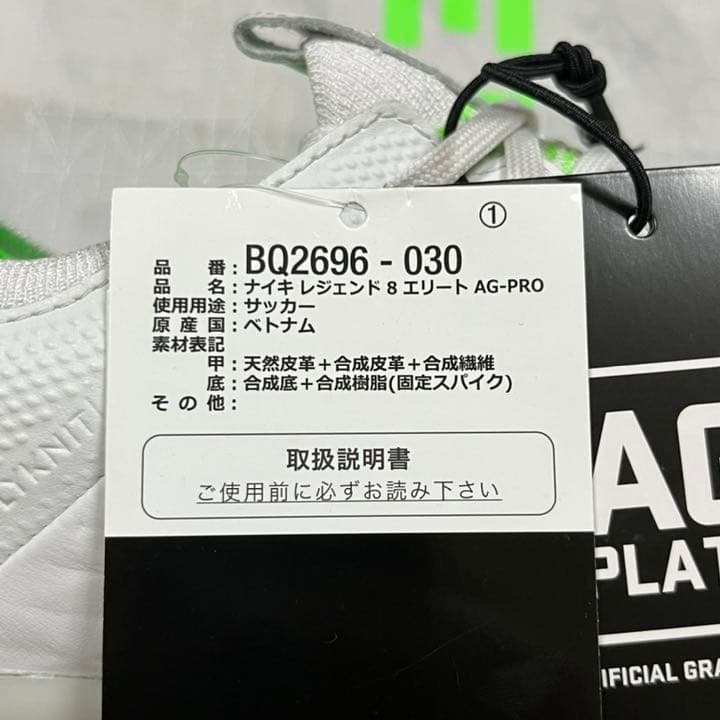 ①
品 番：BQ2696 - 030
品 名：ナイキ レジェンド 8 エリート AG-PRO
使用用途：サッカー
原 産 国：ベトナム
素材表記
甲：天然皮革＋合成皮革＋合成繊維
底：合成底＋合成樹脂(固定スパイク)
そ の 他：
取扱説明書
ご使用前に必ずお読み下さい
AG
PLAT
IFICIAL GRA
YKNIT